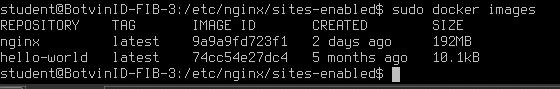 student@BotvinID-FIB-3:/etc/nginx/sites-enabled$ sudo docker images
REPOSITORY TAG IMAGE ID CREATED SIZE
nginx latest 9a9a9fd723f1 2 days ago 192MB
hello-world latest 74cc54e27dc4 5 months ago 10.1kB
student@BotvinID-FIB-3:/etc/nginx/sites-enabled$